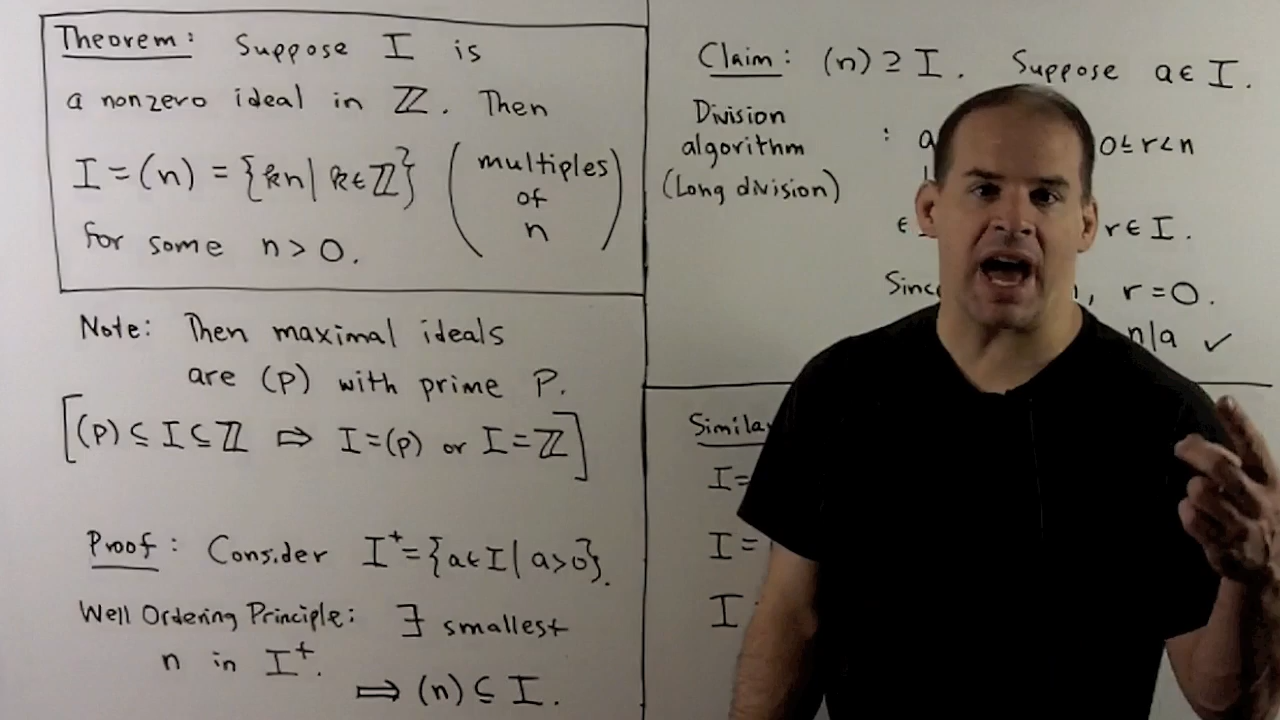 Theorem: Suppose I is
a nonzero ideal in ℤ. Then
I = (n) = {kn | k ∈ ℤ} (multiples of n)
for some n > 0.
Note: Then maximal ideals
are (p) with prime p.
[(p) ⊆ I ⊆ ℤ ⇒ I = (p) or I = ℤ]
Proof: Consider I⁺ = {a ∈ I | a > 0}.
Well Ordering Principle: ∃ smallest
n in I⁺.
⇒ (n) ⊆ I.
Claim: (n) ⊇ I. Suppose a ∈ I.
Division
algorithm : a 0 ≤ r < n
(Long division)
∈ r ∈ I.
r = 0.
n|a ✓
I =
I =
I